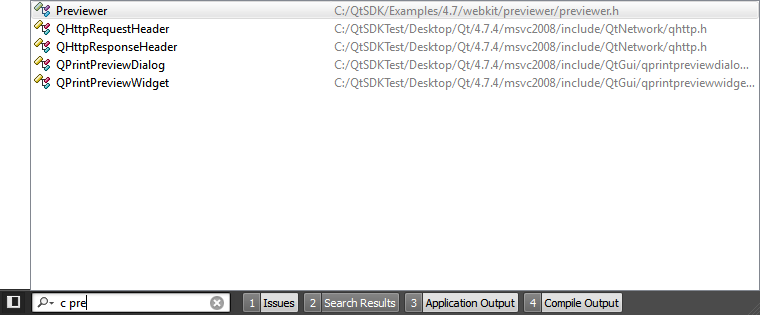 Previewer C:/QtSDK/Examples/4.7/webkit/previewer/previewer.h
QHttpRequestHeader C:/QtSDKTest/Desktop/Qt/4.7.4/msvc2008/include/QtNetwork/qhttp.h
QHttpResponseHeader C:/QtSDKTest/Desktop/Qt/4.7.4/msvc2008/include/QtNetwork/qhttp.h
QPrintPreviewDialog C:/QtSDKTest/Desktop/Qt/4.7.4/msvc2008/include/QtGui/qprintpreviewdialo...
QPrintPreviewWidget C:/QtSDKTest/Desktop/Qt/4.7.4/msvc2008/include/QtGui/qprintpreviewwidge...
c pre 1 Issues 2 Search Results 3 Application Output 4 Compile Output